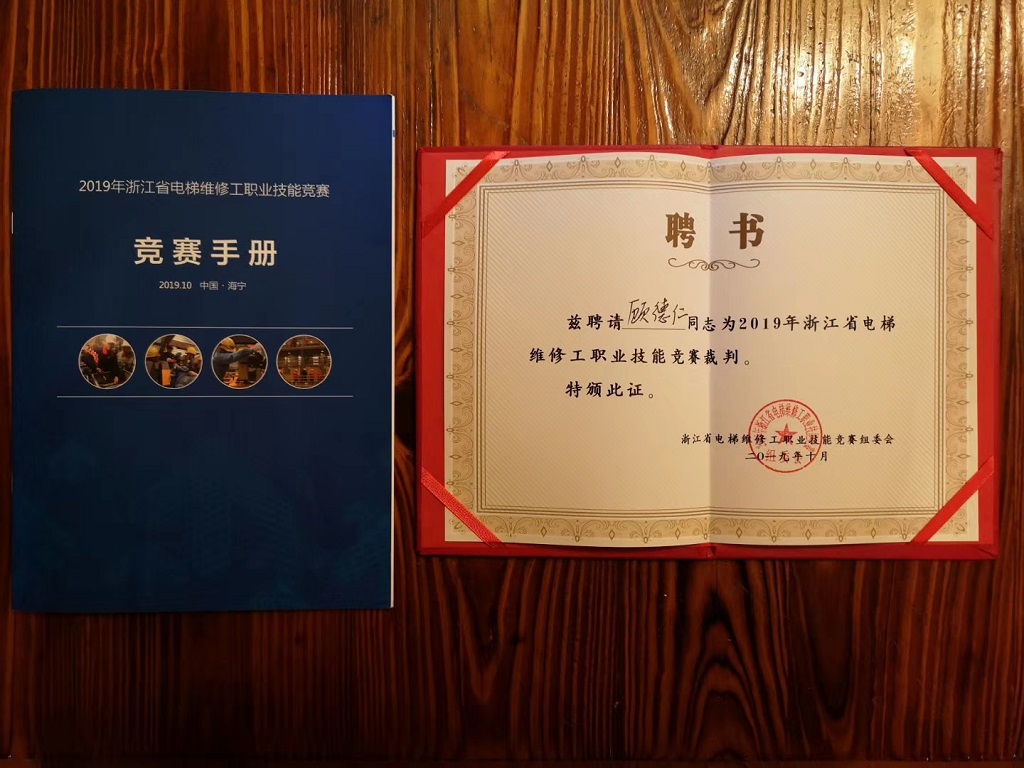 2019年浙江省电梯维修工职业技能竞赛
竞赛手册
2019.10 中国·海宁
聘 书
兹聘请顾德仁同志为2019年浙江省电梯
维修工职业技能竞赛裁判。
特颁此证。
浙江省电梯维修工职业技能竞赛组委会
二〇一九年十月